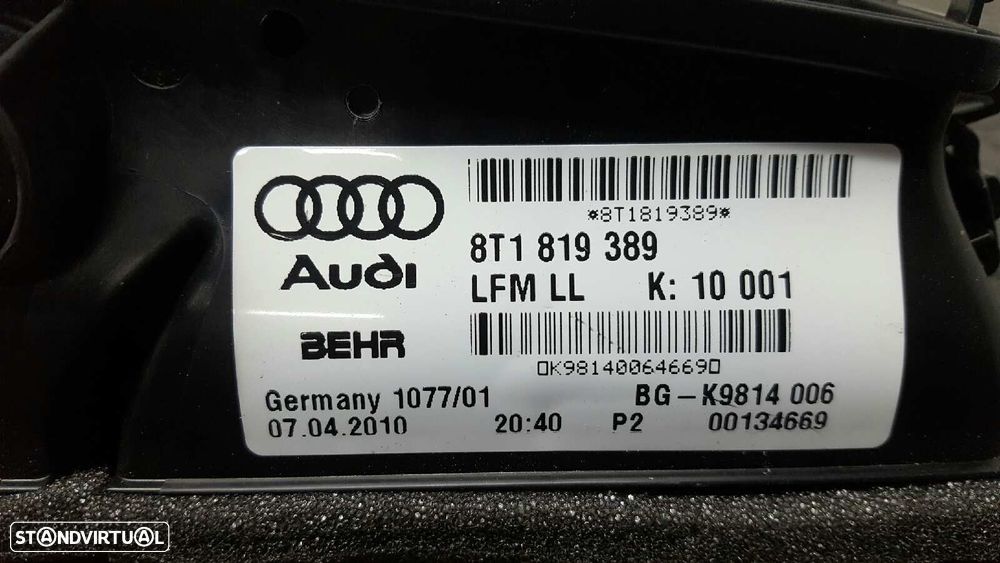 *8T1819389*
8T1 819 389
Audi
LFM LL K: 10 001
BEHR
K98140064669
Germany 1077/01 BG-K9814 006
07.04.2010 20:40 P2 00134669
STANDVIRTUAL